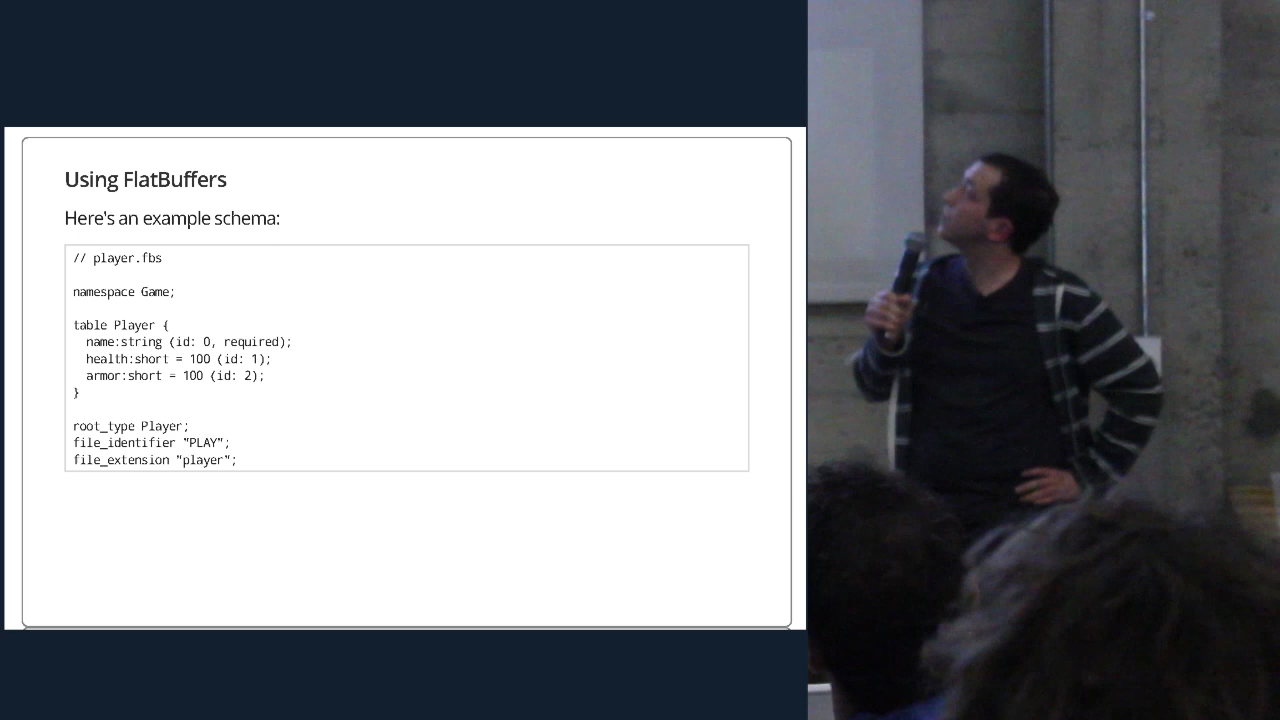 Using FlatBuffers
Here's an example schema:
// player.fbs
namespace Game;
table Player {
name:string (id: 0, required);
health:short = 100 (id: 1);
armor:short = 100 (id: 2);
}
root_type Player;
file_identifier "PLAY";
file_extension "player";